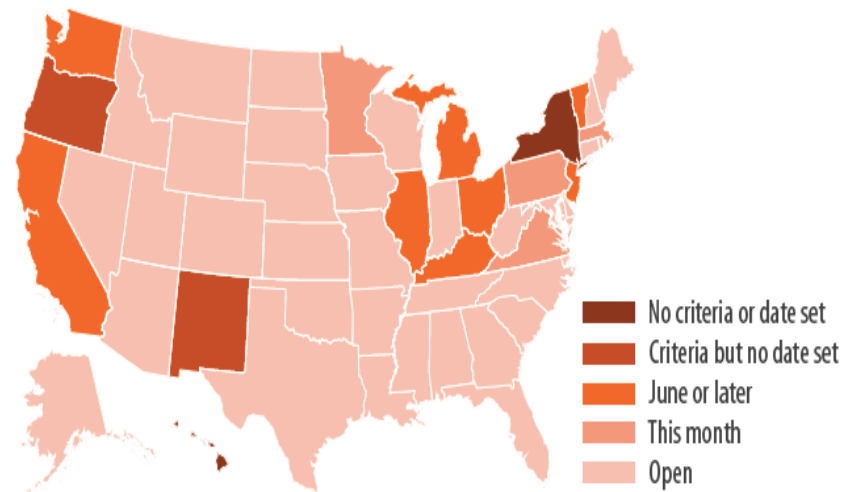 No criteria or date set
Criteria but no date set
June or later
This month
Open